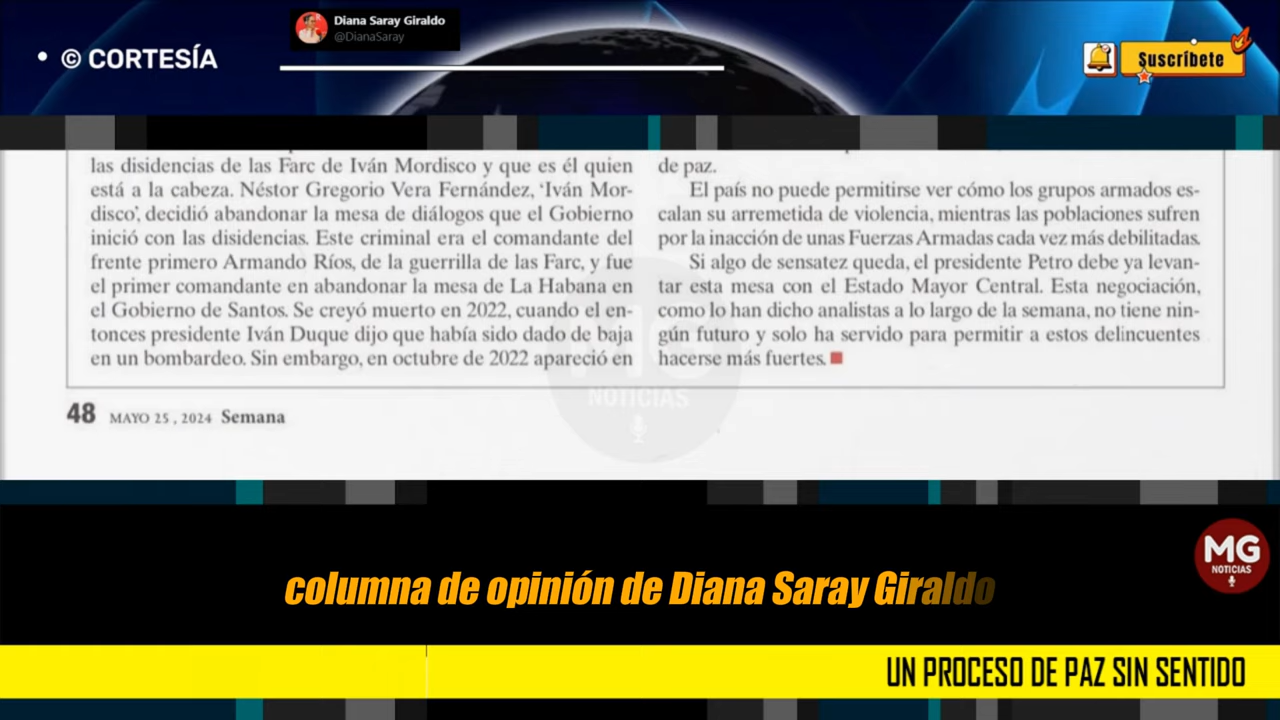 Diana Saray Giraldo
@DianaSaray
• © CORTESÍA
Suscríbete
las disidencias de las Farc de Iván Mordisco y que es él quien
está a la cabeza. Néstor Gregorio Vera Fernández, ‘Iván Mor-
disco’, decidió abandonar la mesa de diálogos que el Gobierno
inició con las disidencias. Este criminal era el comandante del
frente primero Armando Ríos, de la guerrilla de las Farc, y fue
el primer comandante en abandonar la mesa de La Habana en
el Gobierno de Santos. Se creyó muerto en 2022, cuando el en-
tonces presidente Iván Duque dijo que había sido dado de baja
en un bombardeo. Sin embargo, en octubre de 2022 apareció en
de paz.
El país no puede permitirse ver cómo los grupos armados es-
calan su arremetida de violencia, mientras las poblaciones sufren
por la inacción de unas Fuerzas Armadas cada vez más debilitadas.
Si algo de sensatez queda, el presidente Petro debe ya levan-
tar esta mesa con el Estado Mayor Central. Esta negociación,
como lo han dicho analistas a lo largo de la semana, no tiene nin-
gún futuro y solo ha servido para permitir a estos delincuentes
hacerse más fuertes.
MG
NOTICIAS
48 MAYO 25, 2024 Semana
columna de opinión de Diana Saray Giraldo
MG
NOTICIAS
UN PROCESO DE PAZ SIN SENTIDO